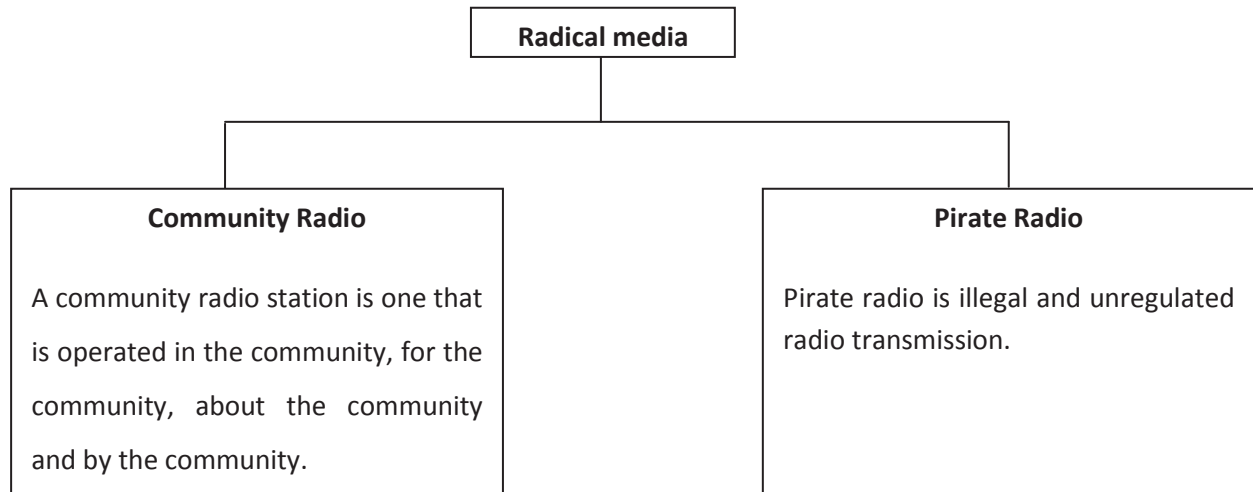 Radical media
Community Radio
A community radio station is one that
is operated in the community, for the
community, about the community
and by the community.
Pirate Radio
Pirate radio is illegal and unregulated
radio transmission.